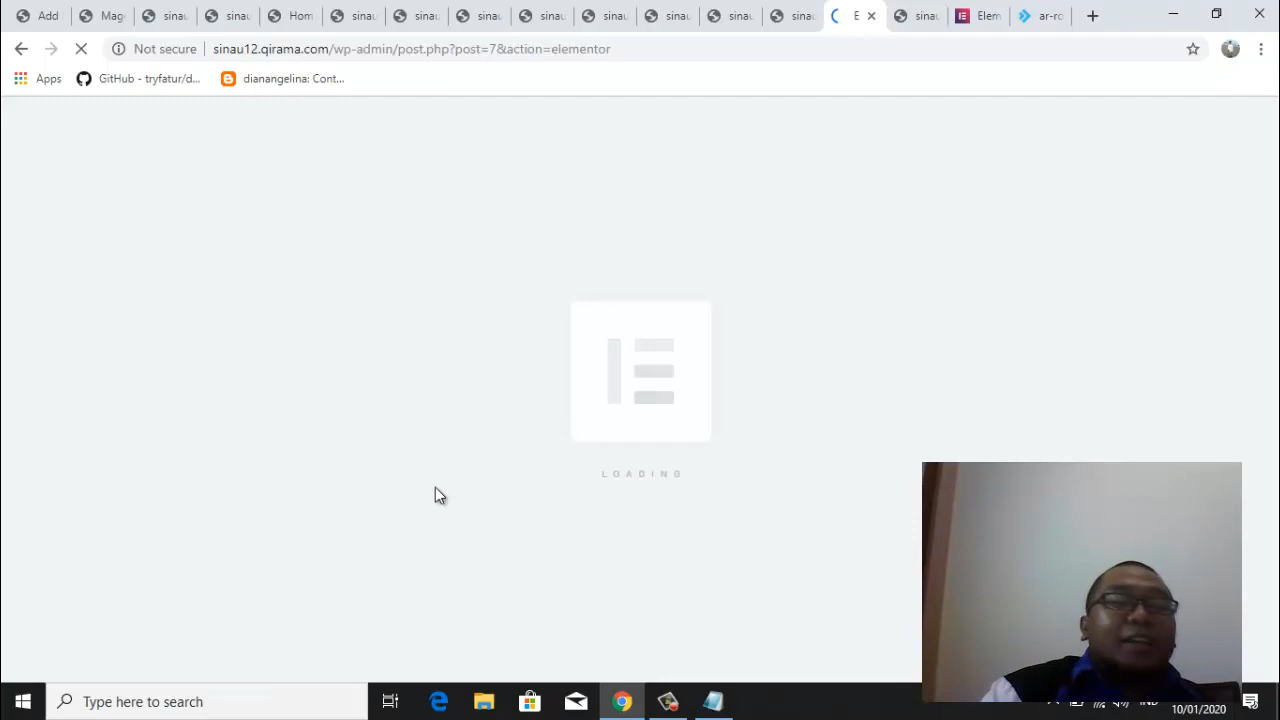 Add
Mag
sinau
sinau
Hom
sinau
sinau
sinau
sinau
sinau
sinau
sinau
sinau
E
sinau
Elem
ar-ro
Not secure
sinau12.qirama.com/wp-admin/post.php?post=7&action=elementor
Apps
GitHub - tryfatur/d...
dianangelina: Cont...
LOADING
Type here to search
10/01/2020